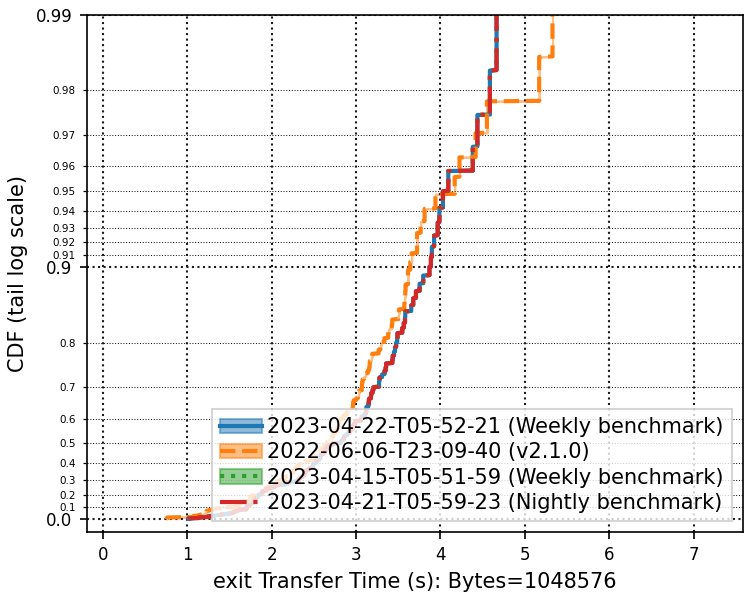 CDF (tail log scale)
0.99
0.98
0.97
0.96
0.95
0.94
0.93
0.92
0.91
0.9
0.8
0.7
0.6
0.5
0.4
0.3
0.2
0.1
0.0
2023-04-22-T05-52-21 (Weekly benchmark)
2022-06-06-T23-09-40 (v2.1.0)
2023-04-15-T05-51-59 (Weekly benchmark)
2023-04-21-T05-59-23 (Nightly benchmark)
0 1 2 3 4 5 6 7
exit Transfer Time (s): Bytes=1048576